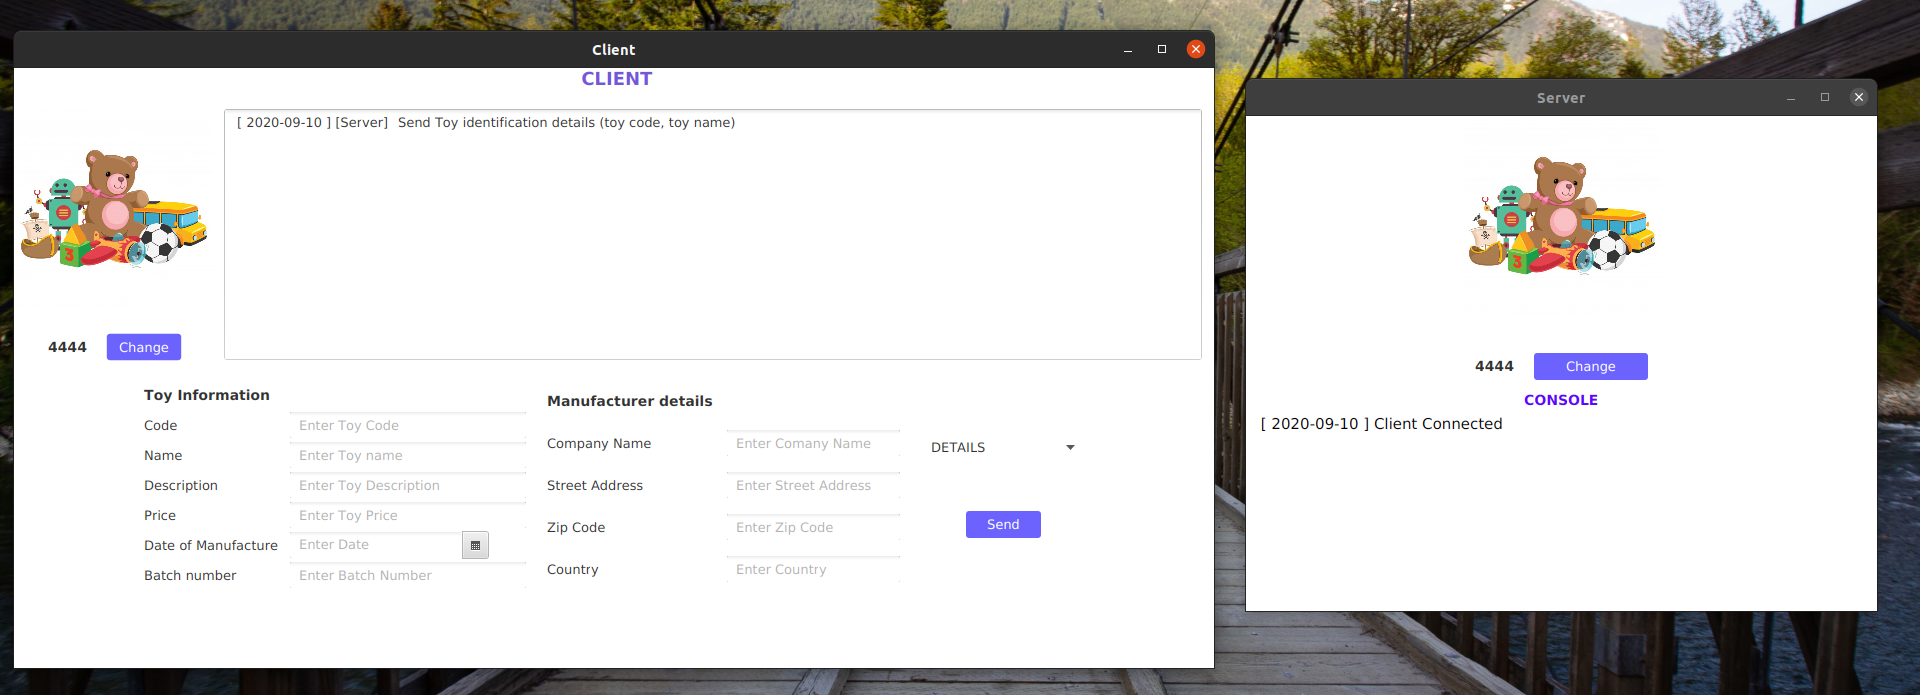 Client
CLIENT
[ 2020-09-10 ] [Server]  Send Toy identification details (toy code, toy name)
3
4444
Change
Toy Information
Code
Enter Toy Code
Name
Enter Toy name
Description
Enter Toy Description
Price
Enter Toy Price
Date of Manufacture
Enter Date
Batch number
Enter Batch Number
Manufacturer details
Company Name
Enter Comany Name
Street Address
Enter Street Address
Zip Code
Enter Zip Code
Country
Enter Country
DETAILS
Send
Server
3
4444
Change
CONSOLE
[ 2020-09-10 ] Client Connected